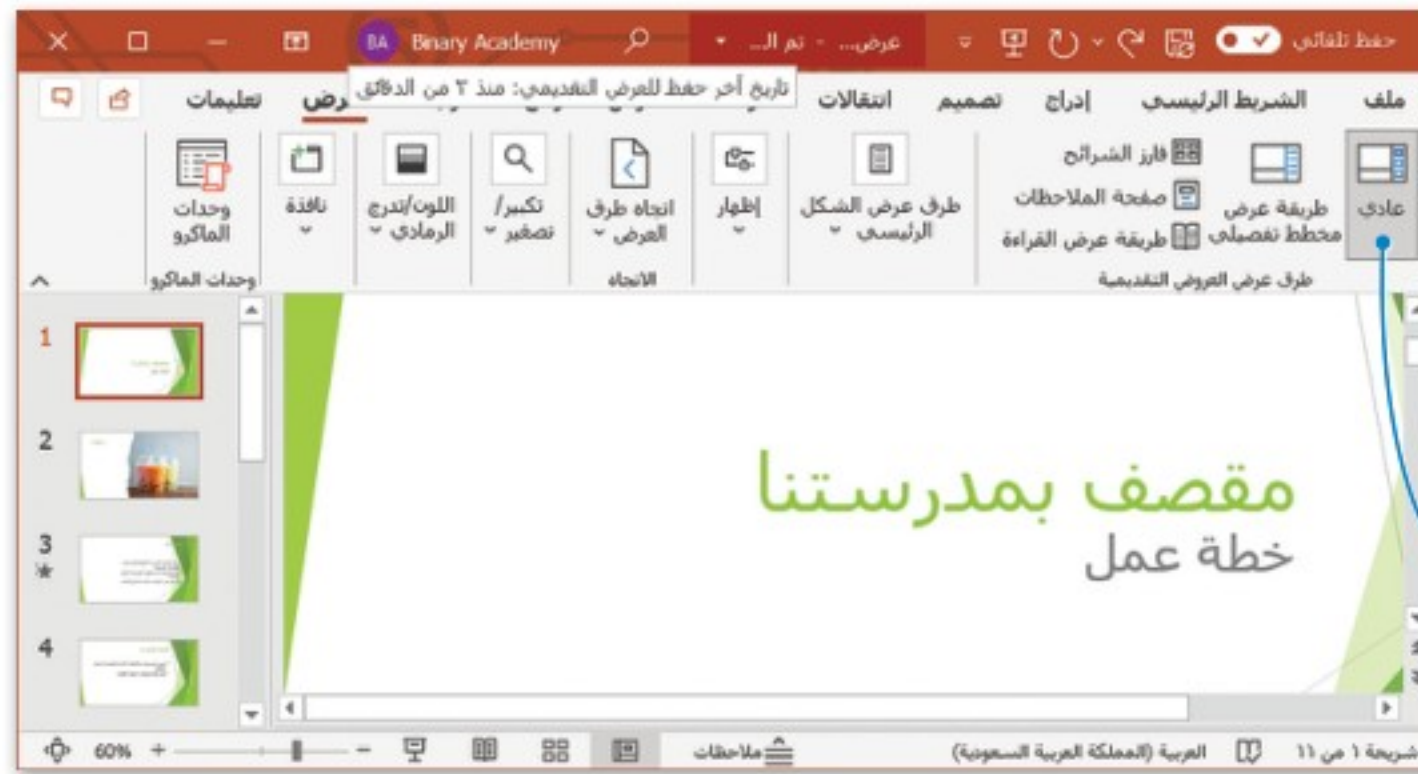 حفظ تلقائي
عرض... - تم الـ...
Binary Academy
BA
تاريخ آخر حفظ للعرض التقديمي: منذ ٣ من الدقائق
ملف
الشريط الرئيسي
إدراج
تصميم
انتقالات
تعليمات
عادي
طريقة عرض
مخطط تفصيلي
فارز الشرائح
صفحة الملاحظات
طريقة عرض القراءة
طرق عرض العروض التقديمية
طرق عرض الشكل
الرئيسي
إظهار
اتجاه طرق
العرض
الاتجاه
تكبير/
تصغير
اللون/تدرج
الرمادي
نافذة
وحدات
الماكرو
وحدات الماكرو
مقصف بمدرستنا
خطة عمل
1
2
3
4
شريحة ١ من ١١
العربية (المملكة العربية السعودية)
ملاحظات
60%